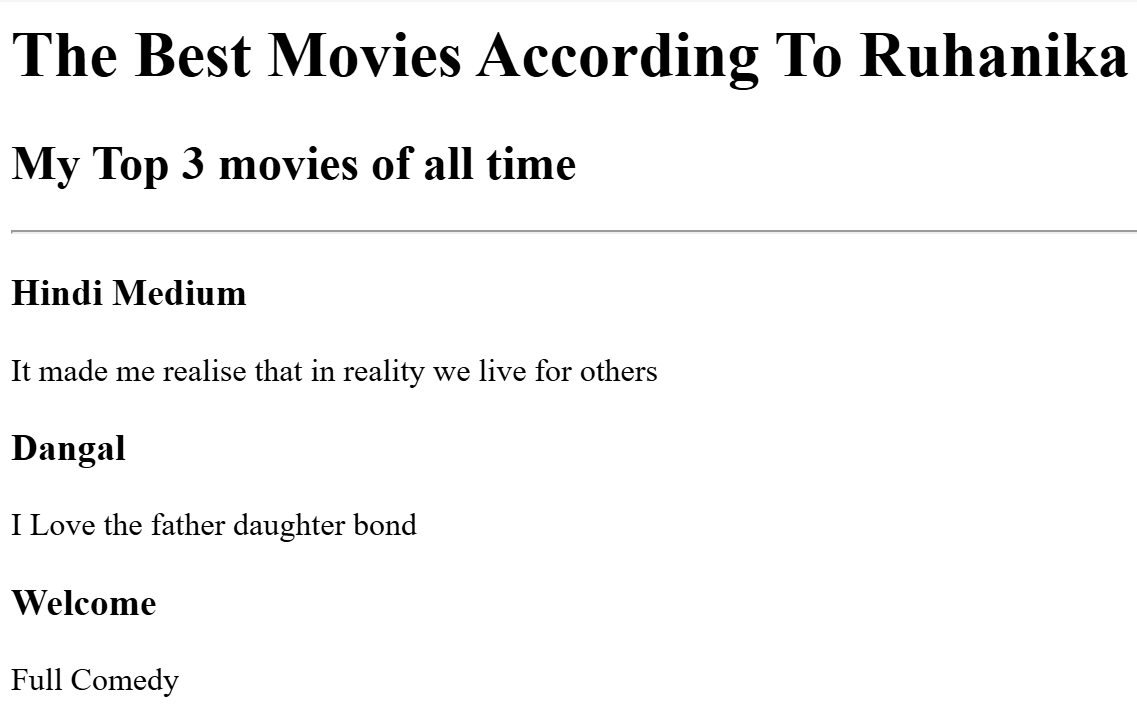 The Best Movies According To Ruhanika
My Top 3 movies of all time
Hindi Medium
It made me realise that in reality we live for others
Dangal
I Love the father daughter bond
Welcome
Full Comedy